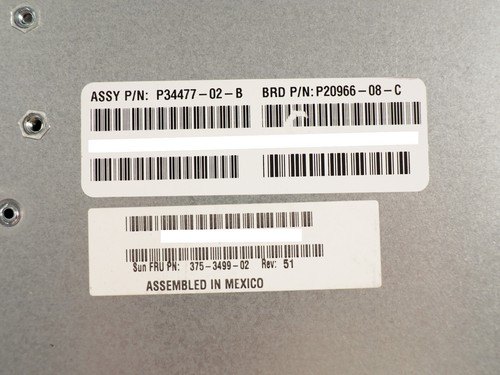 ASSY P/N: P34477-02-B BRD P/N:P20966-08-C
Sun FRU PN: 375-3499-02 Rev: 51
ASSEMBLED IN MEXICO